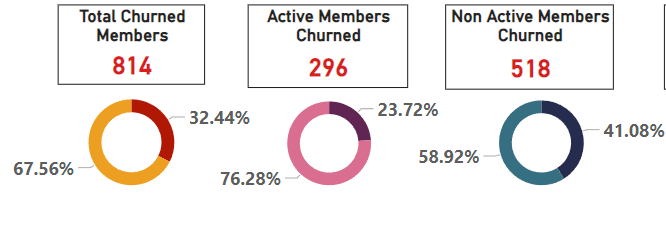 Total Churned
Members
814
Active Members
Churned
296
Non Active Members
Churned
518
32.44%
67.56%
23.72%
76.28%
41.08%
58.92%